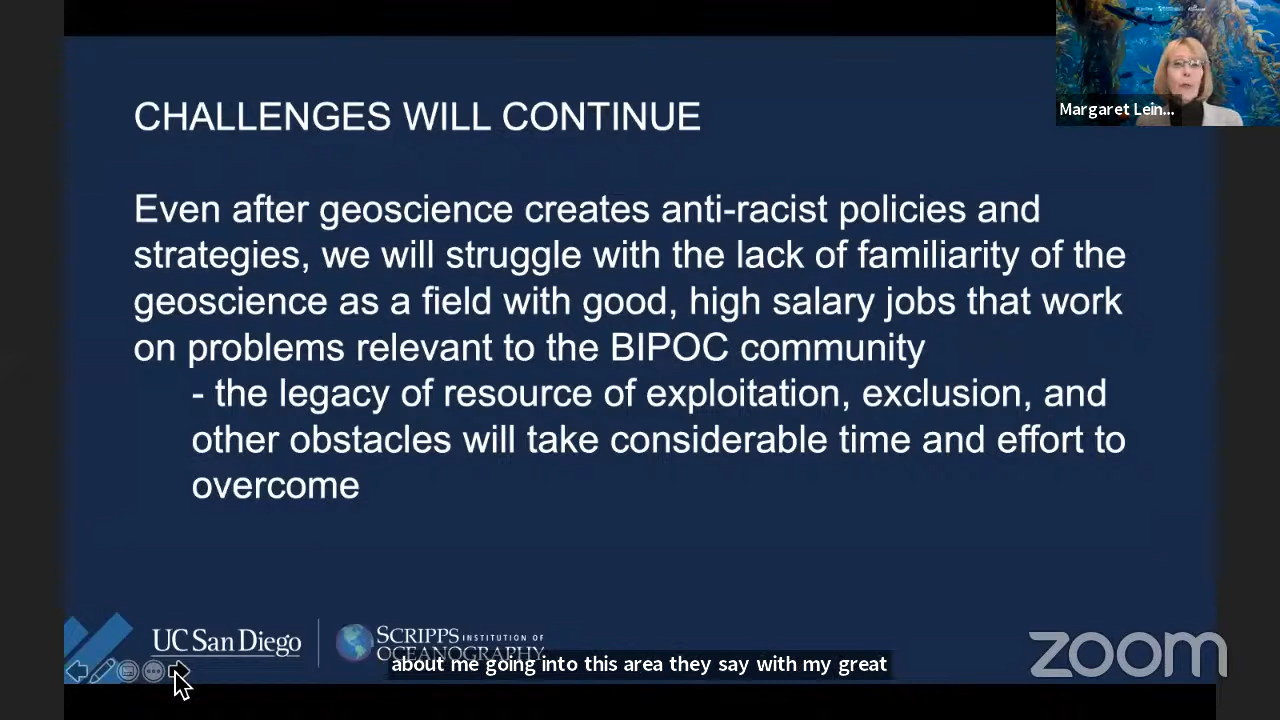 Margaret Lein...
CHALLENGES WILL CONTINUE
Even after geoscience creates anti-racist policies and
strategies, we will struggle with the lack of familiarity of the
geoscience as a field with good, high salary jobs that work
on problems relevant to the BIPOC community
- the legacy of resource of exploitation, exclusion, and
other obstacles will take considerable time and effort to
overcome
UC San Diego
SCRIPPS INSTITUTION OF
OCEANOGRAPHY
about me going into this area they say with my great
zoom